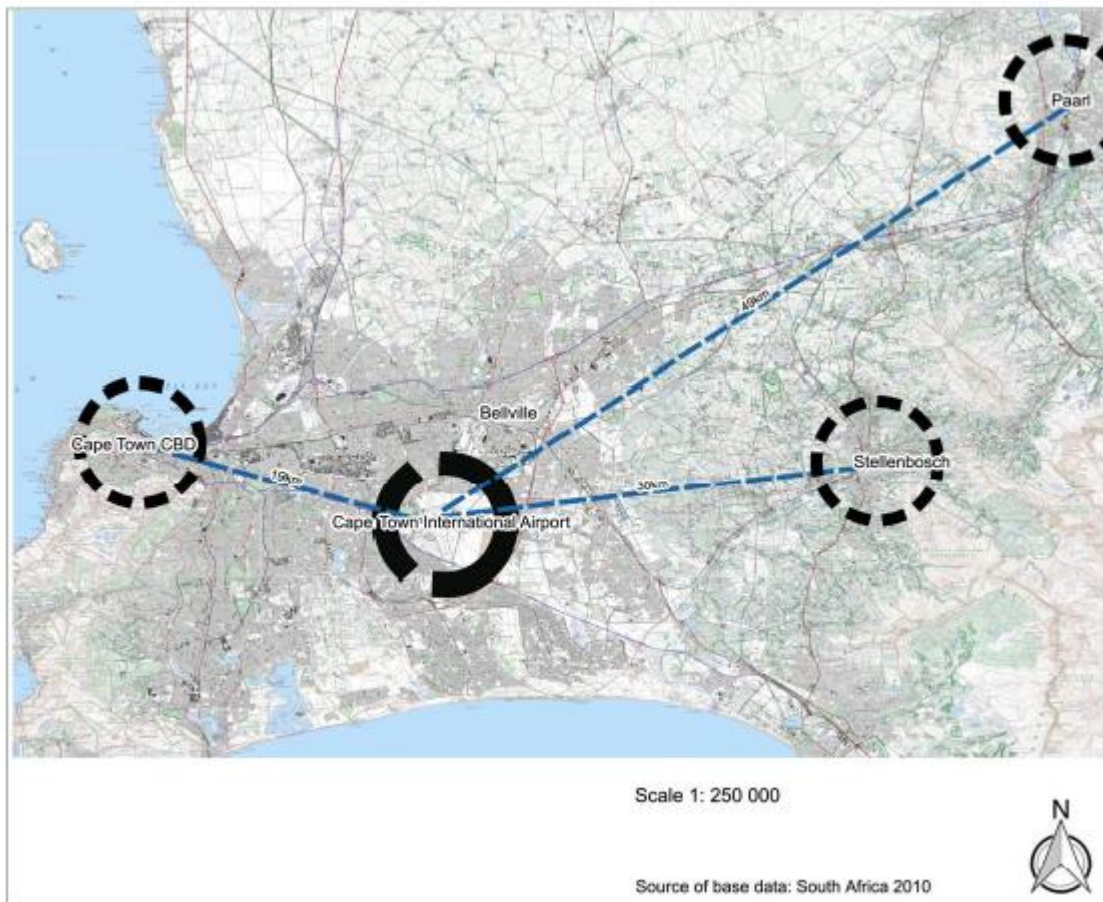 Paarl
49km
Bellville
Cape Town CBD
Stellenbosch
19km
30km
Cape Town International Airport
Scale 1: 250 000
N
Source of base data: South Africa 2010